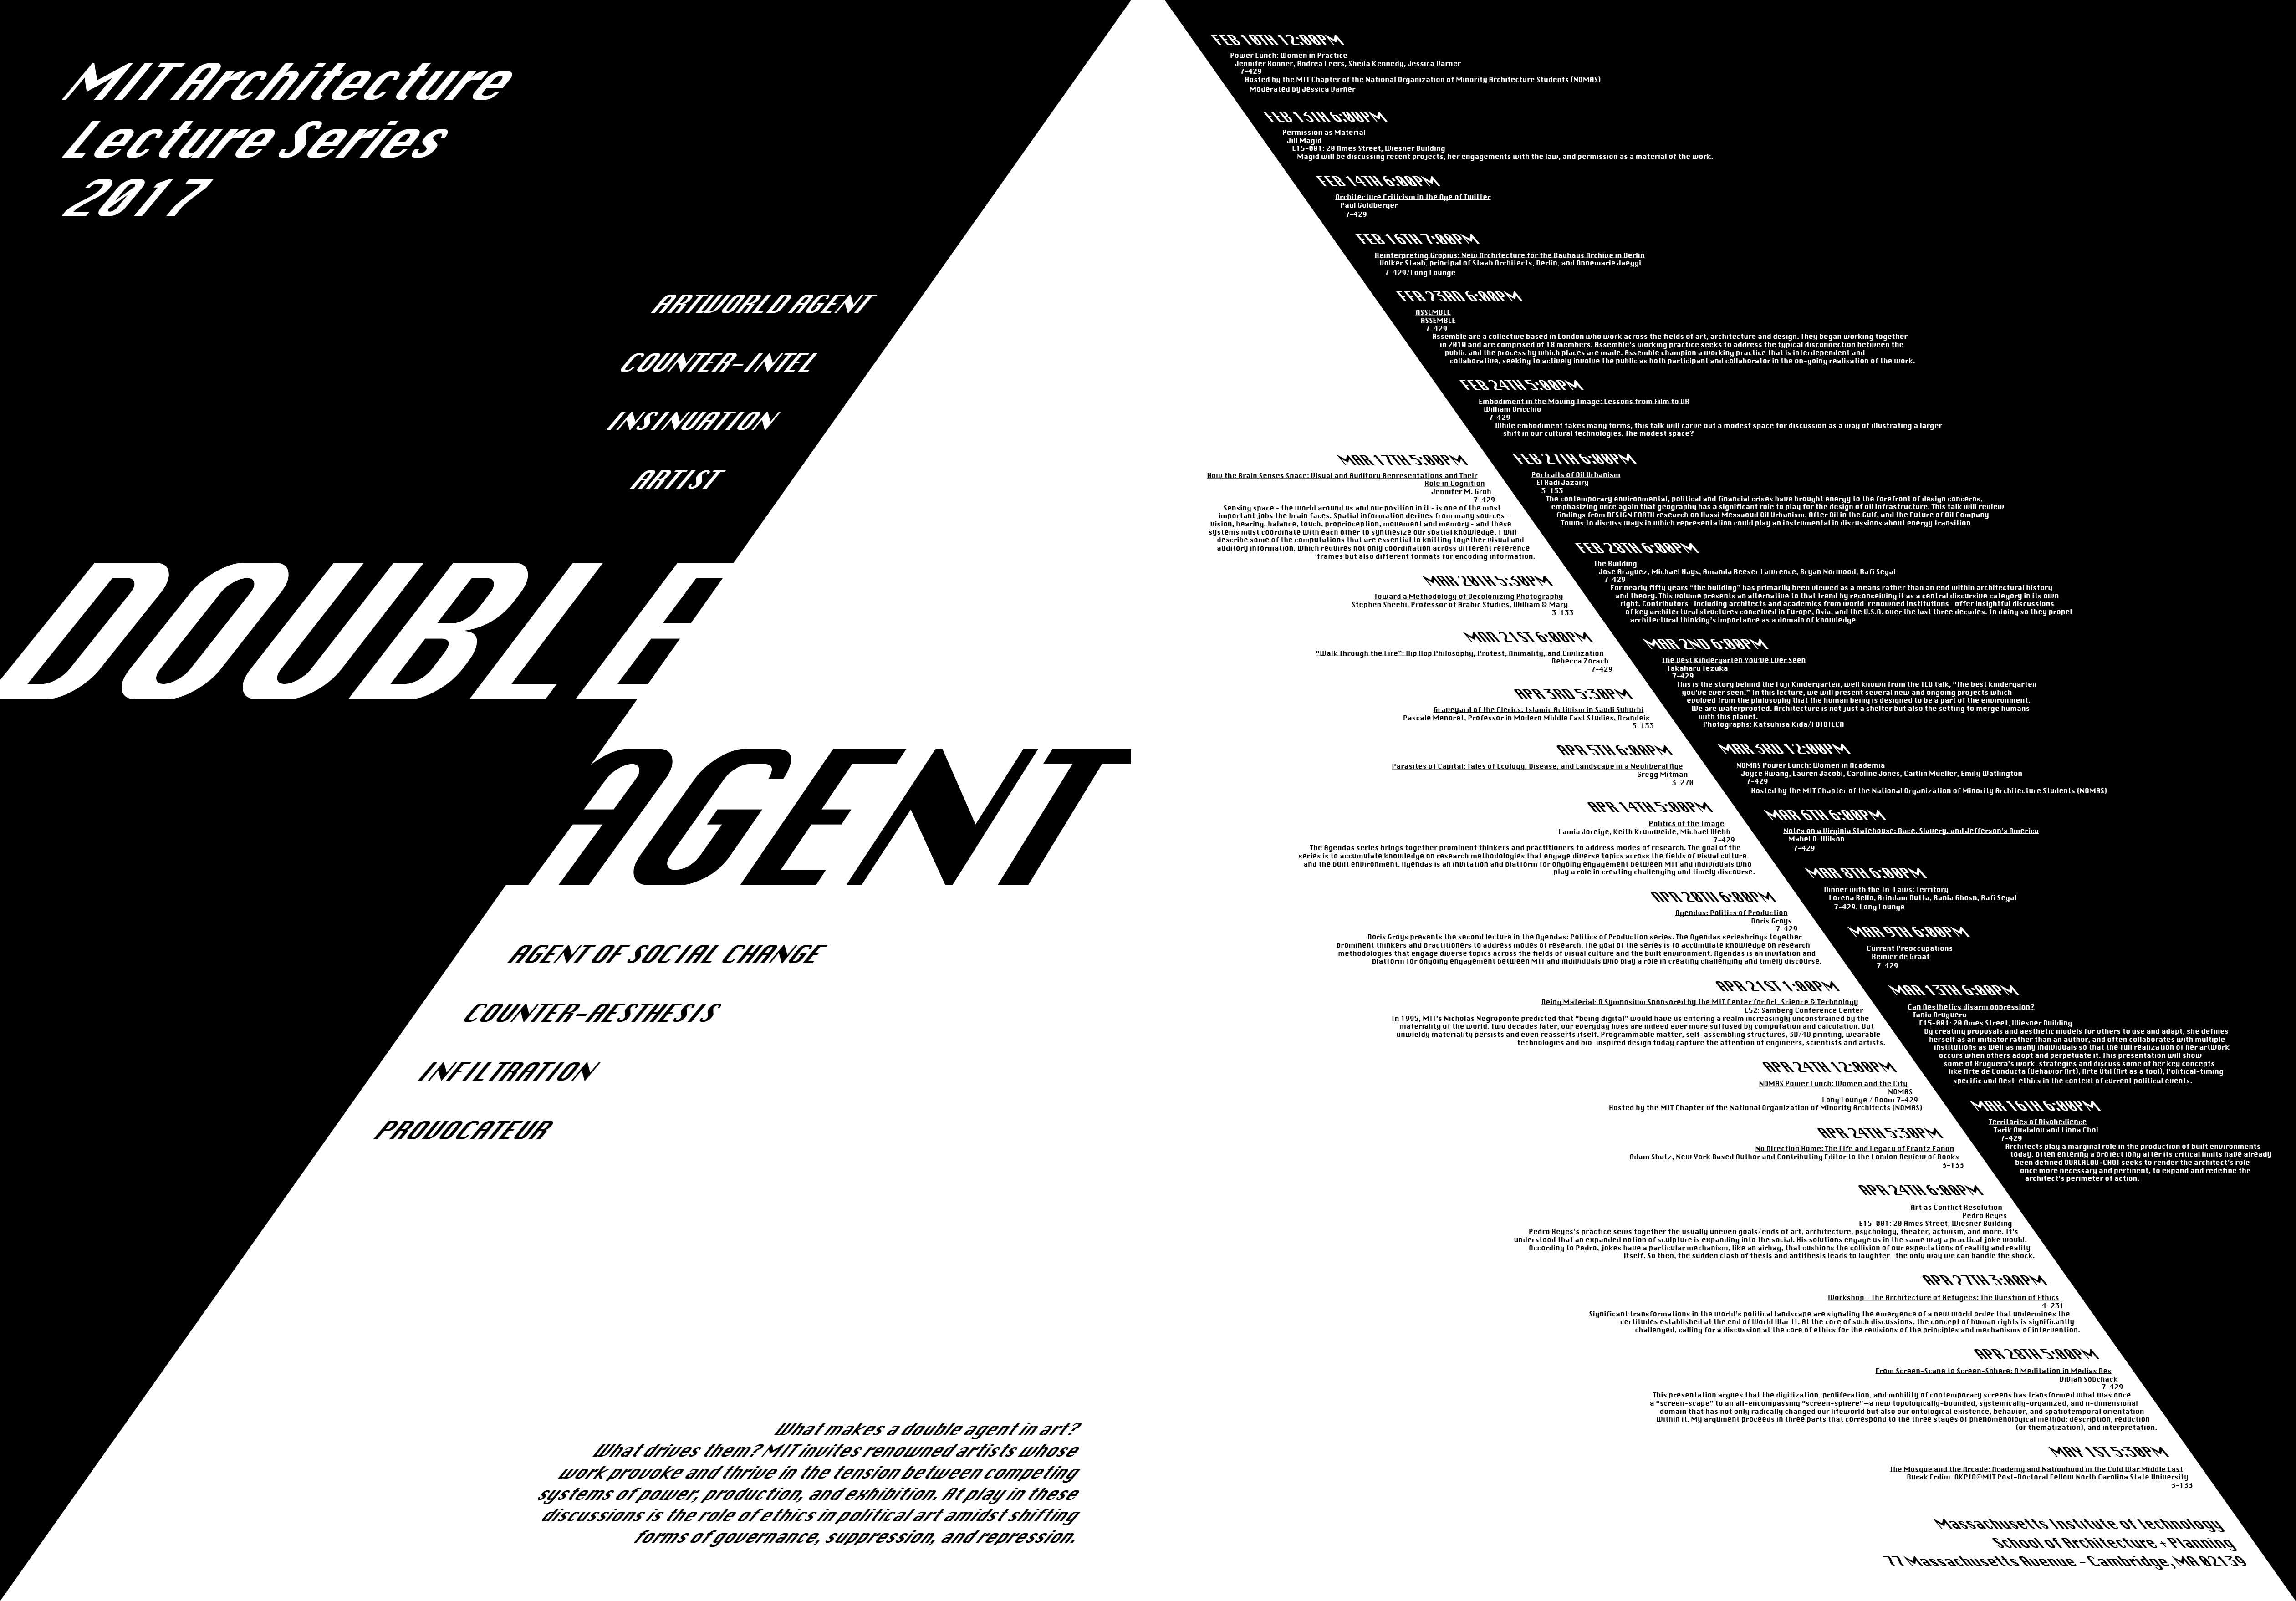 MIT Architecture
Lecture Series
2017
ARTWORLD AGENT
COUNTER-INTEL
INSINUATION
ARTIST
DOUBLE
AGENT
AGENT OF SOCIAL CHANGE
COUNTER-AESTHESIS
INFILTRATION
PROVOCATEUR
What makes a double agent in art?
What drives them? MIT invites renowned artists whose
work provoke and thrive in the tension between competing
systems of power, production, and exhibition. At play in these
discussions is the role of ethics in political art amidst shifting
forms of governance, suppression, and repression.
FEB 10TH 12:00PM
Power Lunch: Women in Practice
Jennifer Bonner, Andrea Leers, Sheila Kennedy, Jessica Varner
7-429
Hosted by the MIT Chapter of the National Organization of Minority Architecture Students (NOMAS)
Moderated by Jessica Varner
FEB 13TH 6:00PM
Permission as Material
Jill Magid
E15-001: 20 Ames Street, Wiesner Building
Magid will be discussing recent projects, her engagements with the law, and permission as a material of the work.
FEB 14TH 6:00PM
Architecture Criticism in the Age of Twitter
Paul Goldberger
7-429
FEB 16TH 7:00PM
Reinterpreting Gropius: New Architecture for the Bauhaus Archive in Berlin
Volker Staab, principal of Staab Architects, Berlin, and Annemarie Jaeggi
7-429/Long Lounge
FEB 23RD 6:00PM
ASSEMBLE
ASSEMBLE
7-429
Assemble are a collective based in London who work across the fields of art, architecture and design. They began working together
in 2010 and are comprised of 18 members. Assemble's working practice seeks to address the typical disconnection between the
public and the process by which places are made. Assemble champion a working practice that is interdependent and
collaborative, seeking to actively involve the public as both participant and collaborator in the on-going realisation of the work.
FEB 24TH 5:00PM
Embodiment in the Moving Image: Lessons from Film to VR
William Uricchio
7-429
While embodiment takes many forms, this talk will carve out a modest space for discussion as a way of illustrating a larger
shift in our cultural technologies. The modest space?
FEB 27TH 6:00PM
Portraits of Oil Urbanism
El Hadi Jazairy
3-133
The contemporary environmental, political and financial crises have brought energy to the forefront of design concerns,
emphasizing once again that geography has a significant role to play for the design of oil infrastructure. This talk will review
findings from DESIGN EARTH research on Hassi Messaoud Oil Urbanism, After Oil in the Gulf, and the Future of Oil Company
Towns to discuss ways in which representation could play an instrumental in discussions about energy transition.
FEB 28TH 6:00PM
The Building
Jose Araguez, Michael Hays, Amanda Reeser Lawrence, Bryan Norwood, Rafi Segal
7-429
For nearly fifty years “the building” has primarily been viewed as a means rather than an end within architectural history
and theory. This volume presents an alternative to that trend by reconceiving it as a central discursive category in its own
right. Contributors—including architects and academics from world-renowned institutions—offer insightful discussions
of key architectural structures conceived in Europe, Asia, and the U.S.A. over the last three decades. In doing so they propel
architectural thinking's importance as a domain of knowledge.
MAR 2ND 6:00PM
The Best Kindergarten You've Ever Seen
Takaharu Tezuka
7-429
This is the story behind the Fuji Kindergarten, well known from the TED talk, “The best kindergarten
you've ever seen.” In this lecture, we will present several new and ongoing projects which
evolved from the philosophy that the human being is designed to be a part of the environment.
We are waterproofed. Architecture is not just a shelter but also the setting to merge humans
with this planet.
Photographs: Katsuhisa Kida/FOTOTECA
MAR 3RD 12:00PM
NOMAS Power Lunch: Women in Academia
Joyce Hwang, Lauren Jacobi, Caroline Jones, Caitlin Mueller, Emily Watlington
7-429
Hosted by the MIT Chapter of the National Organization of Minority Architecture Students (NOMAS)
MAR 6TH 6:00PM
Notes on a Virginia Statehouse: Race, Slavery, and Jefferson's America
Mabel O. Wilson
7-429
MAR 8TH 6:00PM
Dinner with the In-Laws: Territory
Lorena Bello, Arindam Dutta, Rania Ghosn, Rafi Segal
7-429, Long Lounge
MAR 9TH 6:00PM
Current Preoccupations
Reinier de Graaf
7-429
MAR 13TH 6:00PM
Can Aesthetics disarm oppression?
Tania Bruguera
E15-001: 20 Ames Street, Wiesner Building
By creating proposals and aesthetic models for others to use and adapt, she defines
herself as an initiator rather than an author, and often collaborates with multiple
institutions as well as many individuals so that the full realization of her artwork
occurs when others adopt and perpetuate it. This presentation will show
some of Bruguera's work-strategies and discuss some of her key concepts
like Arte de Conducta (Behavior Art), Arte Útil (Art as a tool), Political-timing
specific and Aest-ethics in the context of current political events.
MAR 16TH 6:00PM
Territories of Disobedience
Tarik Oualalou and Linna Choi
7-429
Architects play a marginal role in the production of built environments
today, often entering a project long after its critical limits have already
been defined OUALALOU+CHOI seeks to render the architect's role
once more necessary and pertinent, to expand and redefine the
architect's perimeter of action.
MAR 17TH 5:00PM
How the Brain Senses Space: Visual and Auditory Representations and Their
Role in Cognition
Jennifer M. Groh
7-429
Sensing space - the world around us and our position in it - is one of the most
important jobs the brain faces. Spatial information derives from many sources -
vision, hearing, balance, touch, proprioception, movement and memory - and these
systems must coordinate with each other to synthesize our spatial knowledge. I will
describe some of the computations that are essential to knitting together visual and
auditory information, which requires not only coordination across different reference
frames but also different formats for encoding information.
MAR 20TH 5:30PM
Toward a Methodology of Decolonizing Photography
Stephen Sheehi, Professor of Arabic Studies, William & Mary
3-133
MAR 21ST 6:00PM
“Walk Through the Fire”: Hip Hop Philosophy, Protest, Animality, and Civilization
Rebecca Zorach
7-429
APR 3RD 5:30PM
Graveyard of the Clerics: Islamic Activism in Saudi Suburbi
Pascale Menoret, Professor in Modern Middle East Studies, Brandeis
3-133
APR 5TH 6:00PM
Parasites of Capital: Tales of Ecology, Disease, and Landscape in a Neoliberal Age
Gregg Mitman
3-270
APR 14TH 5:00PM
Politics of the Image
Lamia Joreige, Keith Krumweide, Michael Webb
7-429
The Agendas series brings together prominent thinkers and practitioners to address modes of research. The goal of the
series is to accumulate knowledge on research methodologies that engage diverse topics across the fields of visual culture
and the built environment. Agendas is an invitation and platform for ongoing engagement between MIT and individuals who
play a role in creating challenging and timely discourse.
APR 20TH 6:00PM
Agendas: Politics of Production
Boris Groys
7-429
Boris Groys presents the second lecture in the Agendas: Politics of Production series. The Agendas seriesbrings together
prominent thinkers and practitioners to address modes of research. The goal of the series is to accumulate knowledge on research
methodologies that engage diverse topics across the fields of visual culture and the built environment. Agendas is an invitation and
platform for ongoing engagement between MIT and individuals who play a role in creating challenging and timely discourse.
APR 21ST 1:00PM
Being Material: A Symposium Sponsored by the MIT Center for Art, Science & Technology
E52: Samberg Conference Center
In 1995, MIT's Nicholas Negroponte predicted that “being digital” would have us entering a realm increasingly unconstrained by the
materiality of the world. Two decades later, our everyday lives are indeed ever more suffused by computation and calculation. But
unwieldy materiality persists and even reasserts itself. Programmable matter, self-assembling structures, 3D/4D printing, wearable
technologies and bio-inspired design today capture the attention of engineers, scientists and artists.
APR 24TH 12:00PM
NOMAS Power Lunch: Women and the City
NOMAS
Long Lounge / Room 7-429
Hosted by the MIT Chapter of the National Organization of Minority Architects (NOMAS)
APR 24TH 5:30PM
No Direction Home: The Life and Legacy of Frantz Fanon
Adam Shatz, New York Based Author and Contributing Editor to the London Review of Books
3-133
APR 24TH 6:00PM
Art as Conflict Resolution
Pedro Reyes
E15-001: 20 Ames Street, Wiesner Building
Pedro Reyes's practice sews together the usually uneven goals/ends of art, architecture, psychology, theater, activism, and more. It's
understood that an expanded notion of sculpture is expanding into the social. His solutions engage us in the same way a practical joke would.
According to Pedro, jokes have a particular mechanism, like an airbag, that cushions the collision of our expectations of reality and reality
itself. So then, the sudden clash of thesis and antithesis leads to laughter—the only way we can handle the shock.
APR 27TH 3:00PM
Workshop - The Architecture of Refugees: The Question of Ethics
4-231
Significant transformations in the world's political landscape are signaling the emergence of a new world order that undermines the
certitudes established at the end of World War II. At the core of such discussions, the concept of human rights is significantly
challenged, calling for a discussion at the core of ethics for the revisions of the principles and mechanisms of intervention.
APR 28TH 5:00PM
From Screen-Scape to Screen-Sphere: A Meditation in Medias Res
Vivian Sobchack
7-429
This presentation argues that the digitization, proliferation, and mobility of contemporary screens has transformed what was once
a “screen-scape” to an all-encompassing “screen-sphere”—a new topologically-bounded, systemically-organized, and n-dimensional
domain that has not only radically changed our lifeworld but also our ontological existence, behavior, and spatiotemporal orientation
within it. My argument proceeds in three parts that correspond to the three stages of phenomenological method: description, reduction
(or thematization), and interpretation.
MAY 1ST 5:30PM
The Mosque and the Arcade: Academy and Nationhood in the Cold War Middle East
Burak Erdim. AKPIA@MIT Post-Doctoral Fellow North Carolina State University
3-133
Massachusetts Institute of Technology
School of Architecture + Planning
77 Massachusetts Avenue - Cambridge, MA 02139